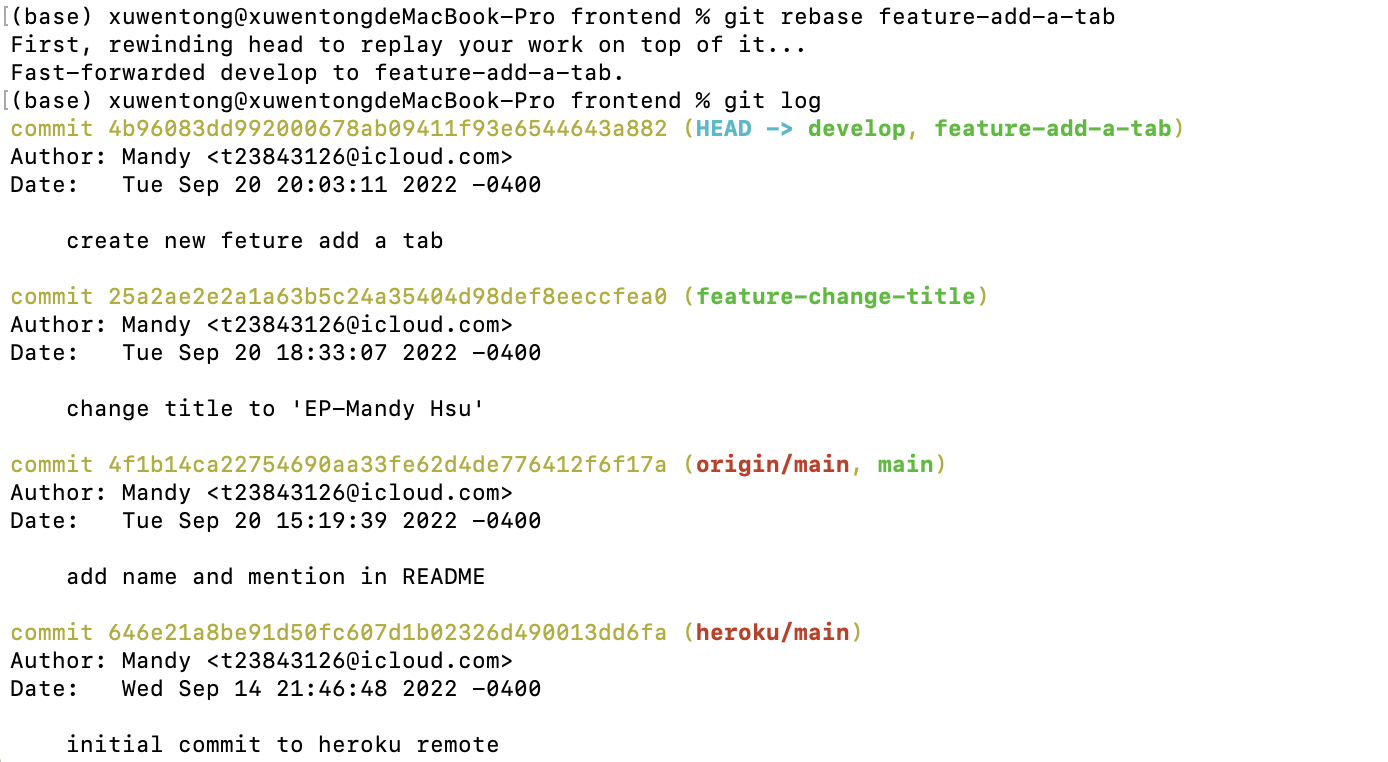 (base) xuwentong@xuwentongdeMacBook-Pro frontend % git rebase feature-add-a-tab
First, rewinding head to replay your work on top of it...
Fast-forwarded develop to feature-add-a-tab.
(base) xuwentong@xuwentongdeMacBook-Pro frontend % git log
commit 4b96083dd992000678ab09411f93e6544643a882 (HEAD -> develop, feature-add-a-tab)
Author: Mandy <t23843126@icloud.com>
Date:   Tue Sep 20 20:03:11 2022 -0400
    create new feture add a tab
commit 25a2ae2e2a1a63b5c24a35404d98def8eeccfea0 (feature-change-title)
Author: Mandy <t23843126@icloud.com>
Date:   Tue Sep 20 18:33:07 2022 -0400
    change title to 'EP-Mandy Hsu'
commit 4f1b14ca22754690aa33fe62d4de776412f6f17a (origin/main, main)
Author: Mandy <t23843126@icloud.com>
Date:   Tue Sep 20 15:19:39 2022 -0400
    add name and mention in README
commit 646e21a8be91d50fc607d1b02326d490013dd6fa (heroku/main)
Author: Mandy <t23843126@icloud.com>
Date:   Wed Sep 14 21:46:48 2022 -0400
    initial commit to heroku remote